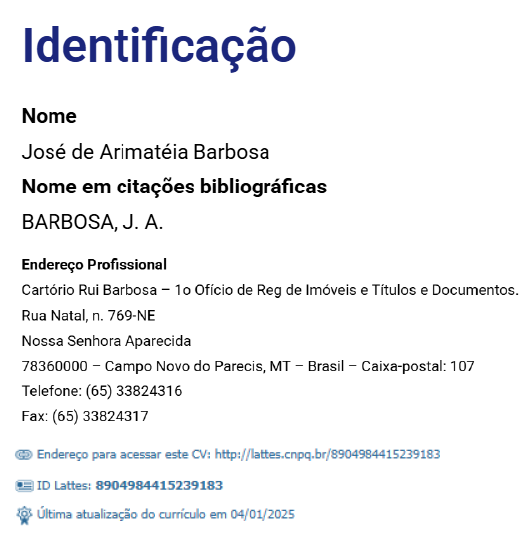 Identificação
Nome
José de Arimatéia Barbosa
Nome em citações bibliográficas
BARBOSA, J. A.
Endereço Profissional
Cartório Rui Barbosa – 1o Ofício de Reg de Imóveis e Títulos e Documentos.
Rua Natal, n. 769-NE
Nossa Senhora Aparecida
78360000 – Campo Novo do Parecis, MT – Brasil – Caixa-postal: 107
Telefone: (65) 33824316
Fax: (65) 33824317
Endereço para acessar este CV: http://lattes.cnpq.br/8904984415239183
ID Lattes: 8904984415239183
Última atualização do currículo em 04/01/2025